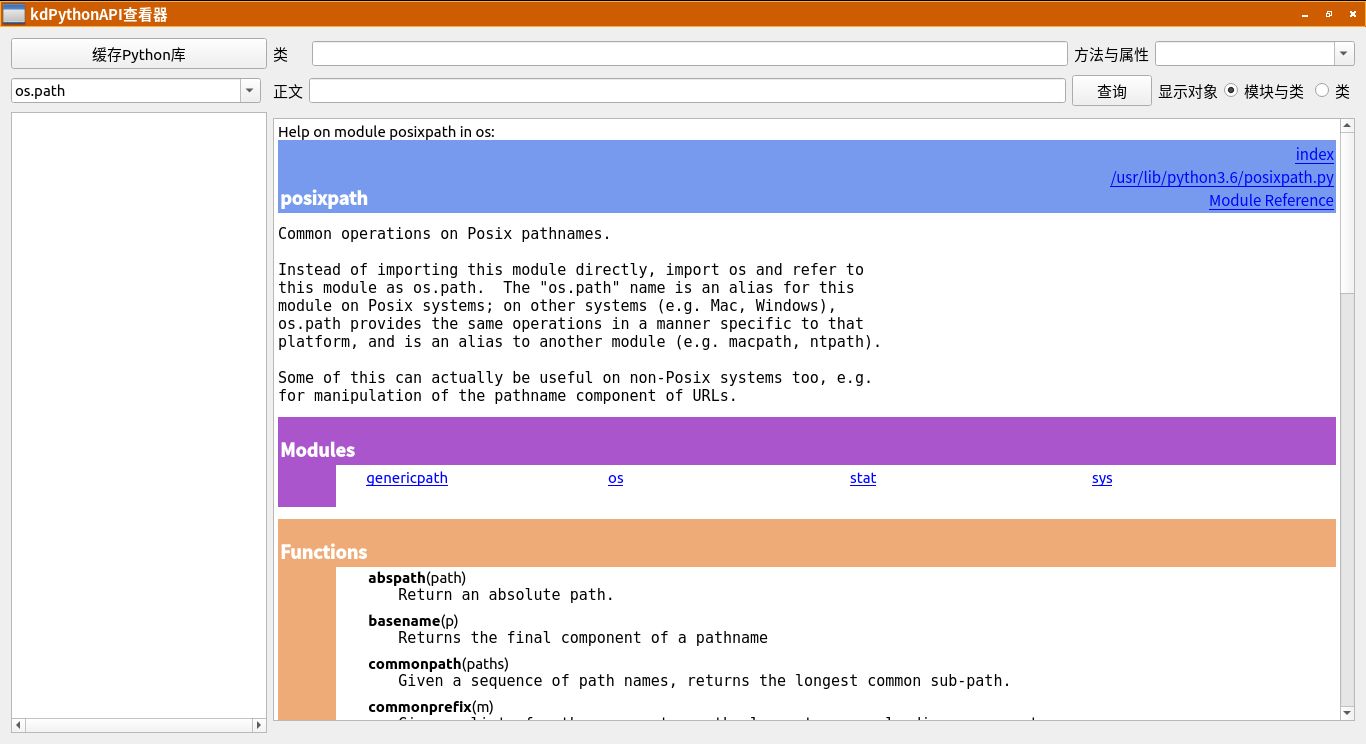 kdPythonAPI查看器
缓存Python库 类 方法与属性
os.path 正文 查询 显示对象 模块与类 类
Help on module posixpath in os:
index
/usr/lib/python3.6/posixpath.py
posixpath Module Reference
Common operations on Posix pathnames.
Instead of importing this module directly, import os and refer to
this module as os.path.  The "os.path" name is an alias for this
module on Posix systems; on other systems (e.g. Mac, Windows),
os.path provides the same operations in a manner specific to that
platform, and is an alias to another module (e.g. macpath, ntpath).
Some of this can actually be useful on non-Posix systems too, e.g.
for manipulation of the pathname component of URLs.
Modules
genericpath os stat sys
Functions
abspath(path)
Return an absolute path.
basename(p)
Returns the final component of a pathname
commonpath(paths)
Given a sequence of path names, returns the longest common sub-path.
commonprefix(m)